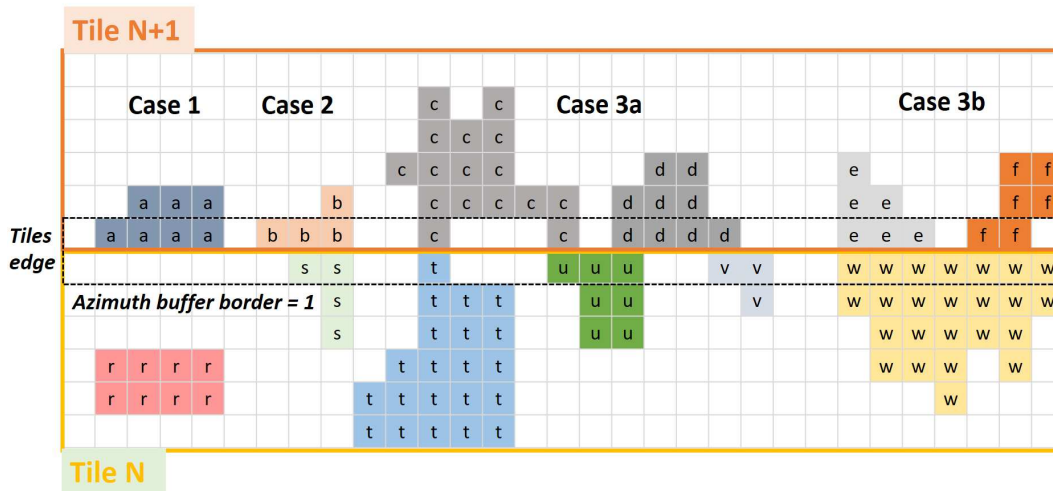 Tile N+1
Case 1 Case 2 Case 3a Case 3b
c c
c c c
c c c c d d e f f
a a a b c c c c c d d d e e f f
Tiles edge
a a a a b b b c c d d d d e e e f f
s s t u u u v v w w w w w w w
Azimuth buffer border = 1
s t t t u u v w w w w w w w
s t t t u u w w w w w
r r r r t t t t w w w w
r r r r t t t t t w
t t t t t
Tile N